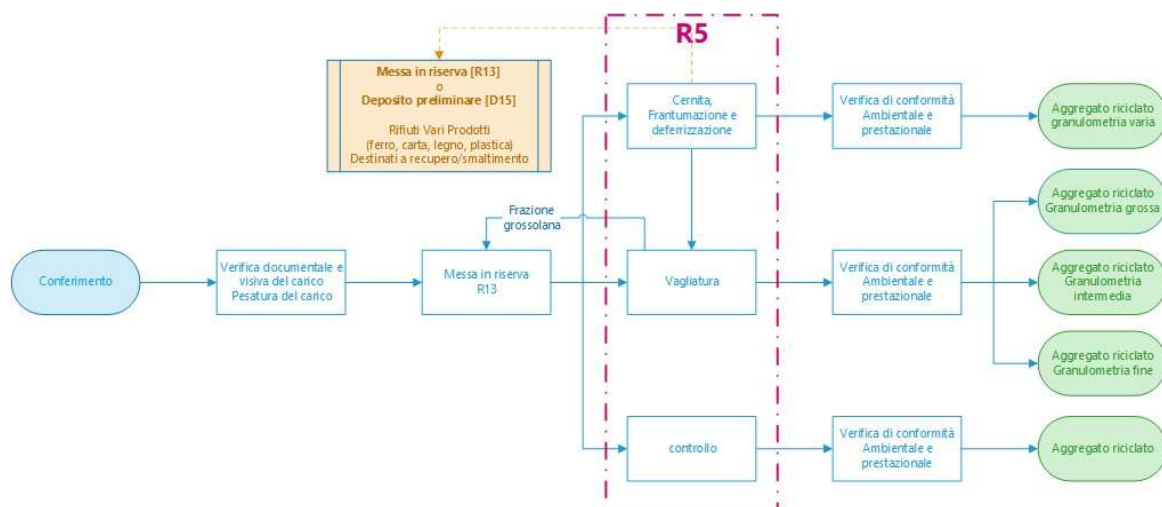 R5
Messa in riserva [R13]
o
Deposito preliminare [D15]
Rifiuti Vari Prodotti
(ferro, carta, legno, plastica)
Destinati a recupero/smaltimento
Cernita,
Frantumazione e
deferrizzazione
Verifica di conformità
Ambientale e
prestazionale
Aggregato riciclato
granulometria varia
Frazione
grossolana
Aggregato riciclato
Granulometria grossa
Conferimento
Verifica documentale e
visiva del carico
Pesatura del carico
Messa in riserva
R13
Vagliatura
Verifica di conformità
Ambientale e
prestazionale
Aggregato riciclato
Granulometria
intermedia
Aggregato riciclato
Granulometria fine
controllo
Verifica di conformità
Ambientale e
prestazionale
Aggregato riciclato